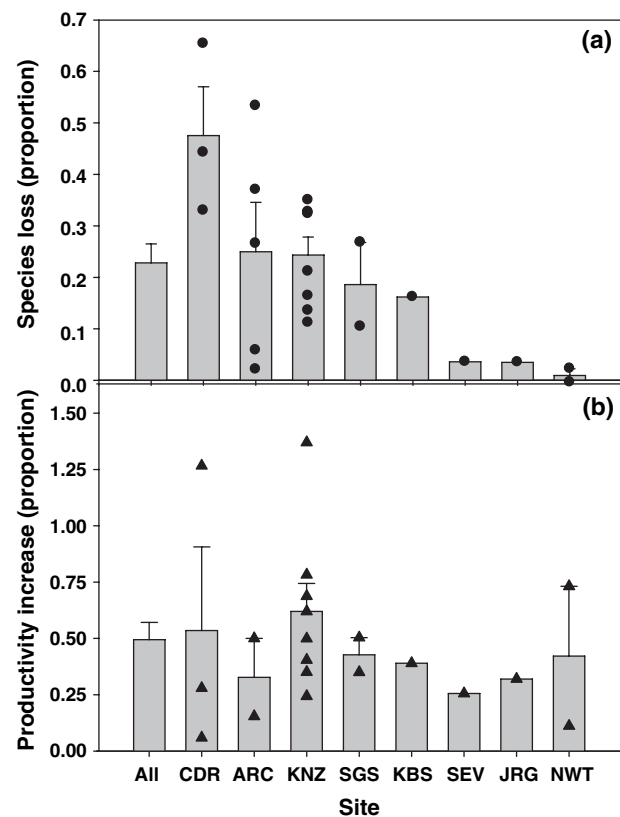 (a)
Species loss (proportion)
0.7
0.6
0.5
0.4
0.3
0.2
0.1
0.0
(b)
Productivity increase (proportion)
1.50
1.25
1.00
0.75
0.50
0.25
0.00
All CDR ARC KNZ SGS KBS SEV JRG NWT
Site